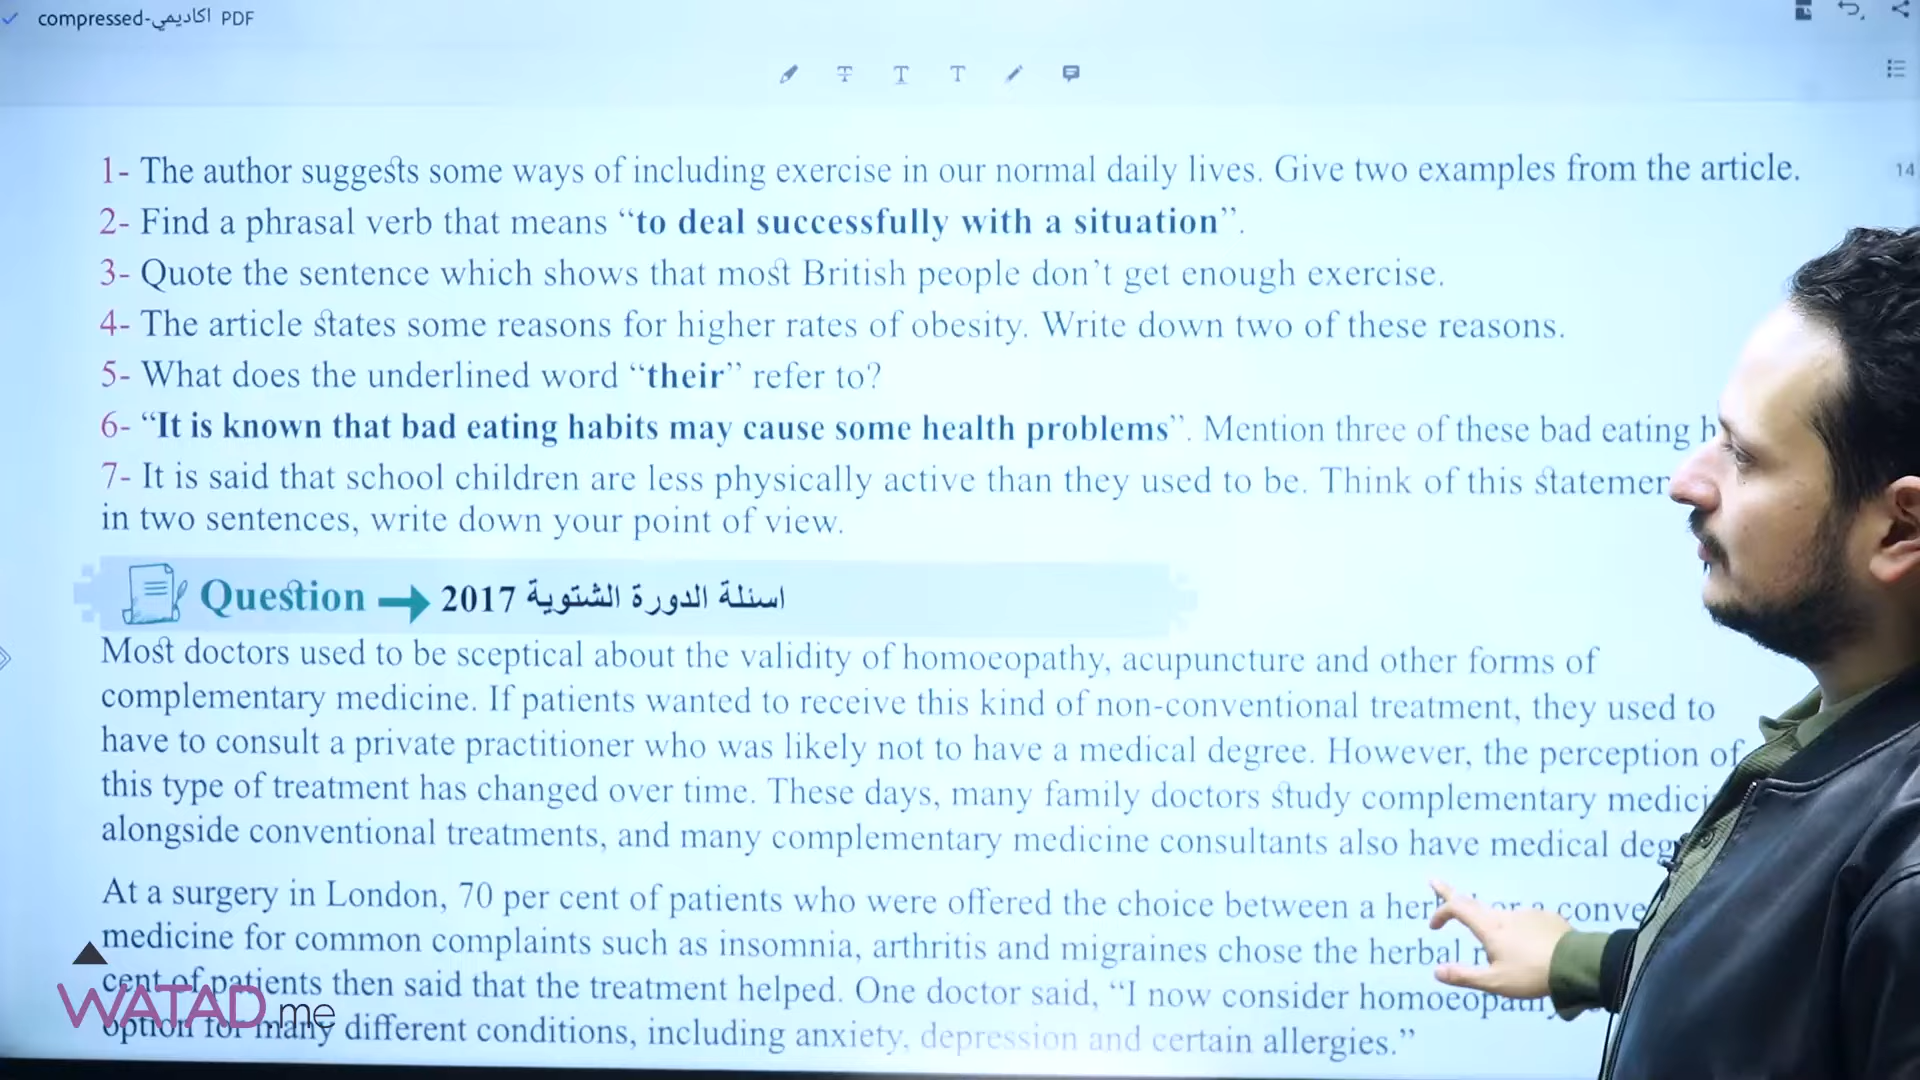 compressed-اكاديمي PDF
14
1- The author suggests some ways of including exercise in our normal daily lives. Give two examples from the article.
2- Find a phrasal verb that means “to deal successfully with a situation”.
3- Quote the sentence which shows that most British people don’t get enough exercise.
4- The article states some reasons for higher rates of obesity. Write down two of these reasons.
5- What does the underlined word “their” refer to?
6- “It is known that bad eating habits may cause some health problems”. Mention three of these bad eating
7- It is said that school children are less physically active than they used to be. Think of this
in two sentences, write down your point of view.
Question → 2017 اسئلة الدورة الشتوية
Most doctors used to be sceptical about the validity of homoeopathy, acupuncture and other forms of
complementary medicine. If patients wanted to receive this kind of non-conventional treatment, they used to
have to consult a private practitioner who was likely not to have a medical degree. However, the perception of
this type of treatment has changed over time. These days, many family doctors study complementary
alongside conventional treatments, and many complementary medicine consultants also have medical
At a surgery in London, 70 per cent of patients who were offered the choice between a
medicine for common complaints such as insomnia, arthritis and migraines chose the herbal
cent of patients then said that the treatment helped. One doctor said, “I now consider
option for many different conditions, including anxiety, depression and certain allergies.”
WATAD.me